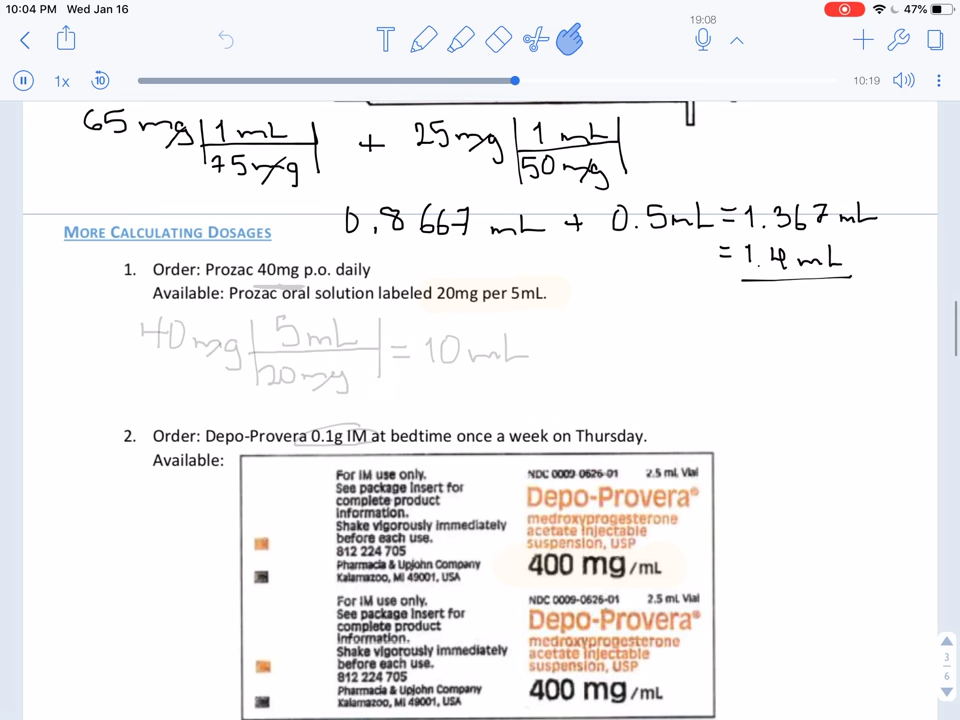 10:04 PM Wed Jan 16
47%
19:08
1x
10
10:19
65 mg | 1 mL / 75 mg | + 25 mg | 1 mL / 50 mg |
0.8667 mL + 0.5mL = 1.367 mL
= 1.4 mL
MORE CALCULATING DOSAGES
1. Order: Prozac 40mg p.o. daily
Available: Prozac oral solution labeled 20mg per 5mL.
40 mg | 5 mL / 20 mg | = 10 mL
2. Order: Depo-Provera 0.1g IM at bedtime once a week on Thursday.
Available:
For IM use only.
See package insert for
complete product
information.
Shake vigorously immediately
before each use.
812 224 705
Pharmacia & Upjohn Company
Kalamazoo, MI 49001, USA
NDC 0009-0626-01 2.5 mL Vial
Depo-Provera®
medroxyprogesterone
acetate injectable
suspension, USP
400 mg/mL
For IM use only.
See package insert for
complete product
information.
Shake vigorously immediately
before each use.
812 224 705
Pharmacia & Upjohn Company
Kalamazoo, MI 49001, USA
NDC 0009-0626-01 2.5 mL Vial
Depo-Provera®
medroxyprogesterone
acetate injectable
suspension, USP
400 mg/mL
3
6